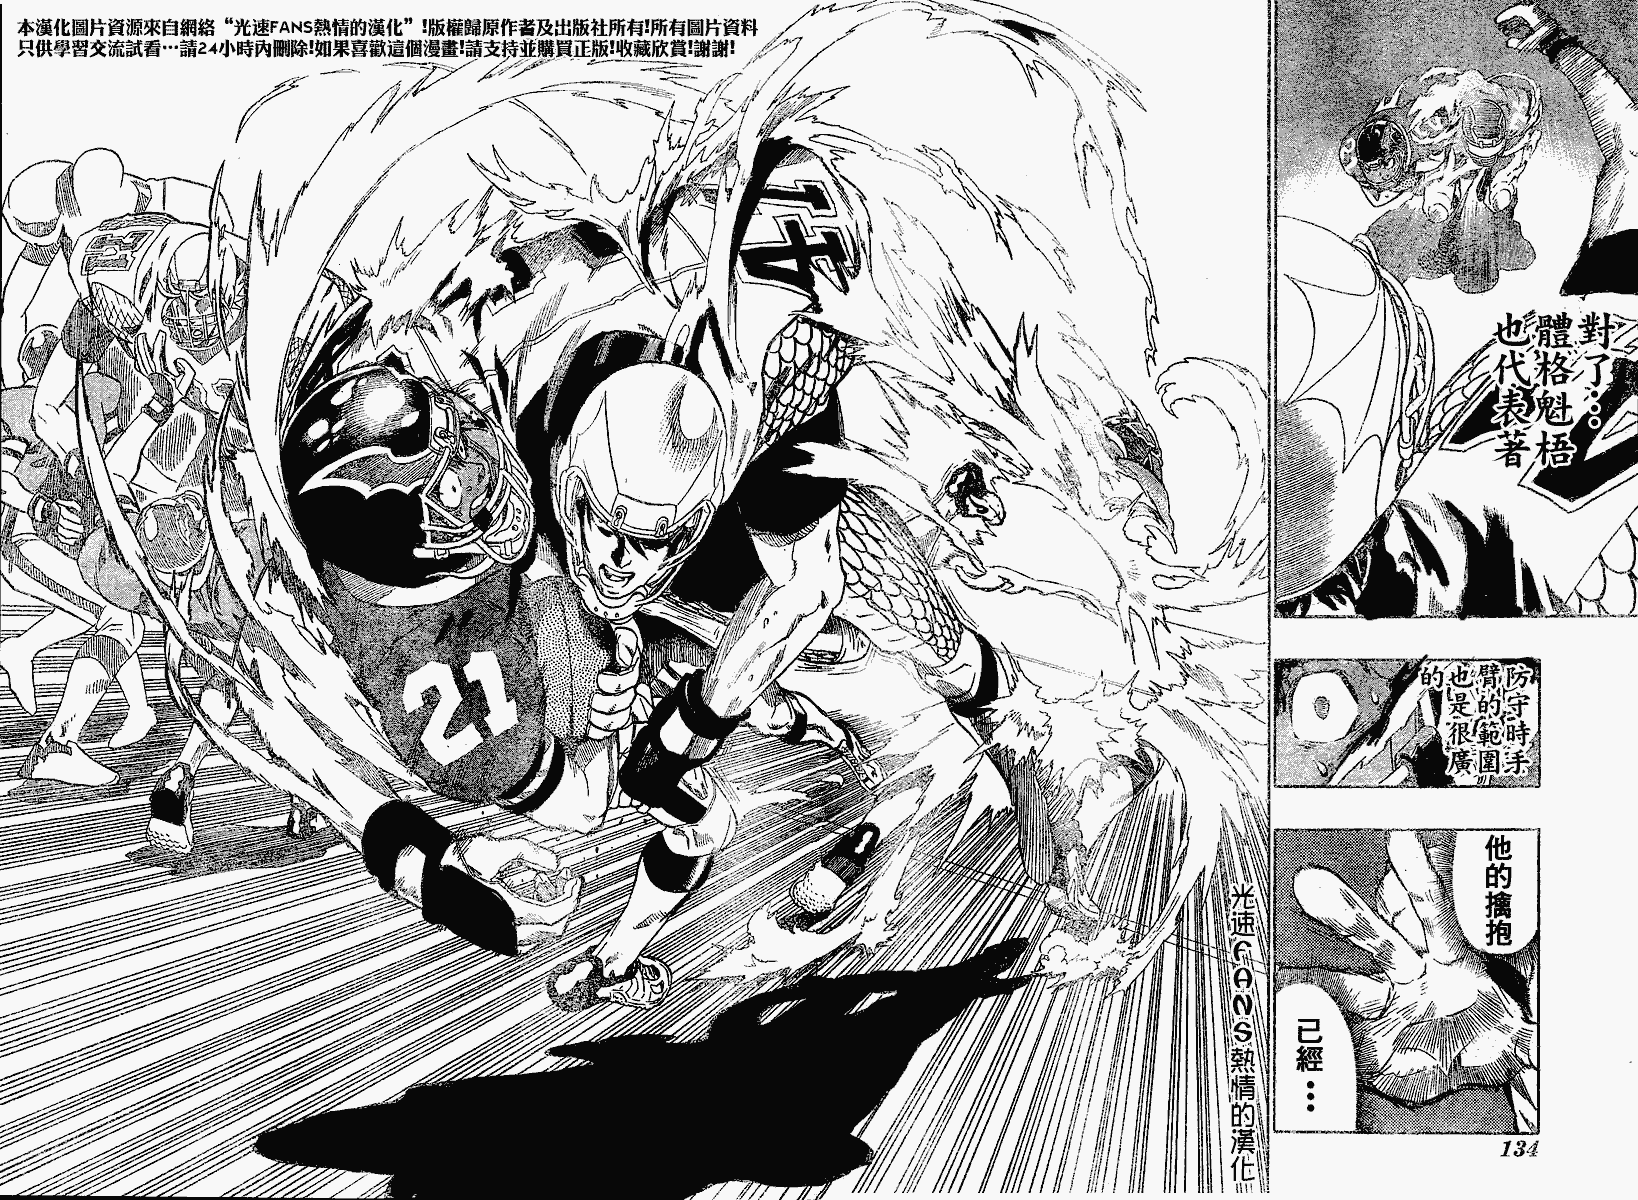 本漢化圖片資源來自網絡“光速FANS熱情的漢化”!版權歸原作者及出版社所有!所有圖片資料
只供學習交流試看…請24小時內刪除!如果喜歡這個漫畫!請支持並購買正版!收藏欣賞!謝謝!
對了…
體格魁梧
也代表著
防守時手
臂的範圍
也是很廣
的
他的擒抱
已經…
14
21
光速FANS熱情的漢化
134